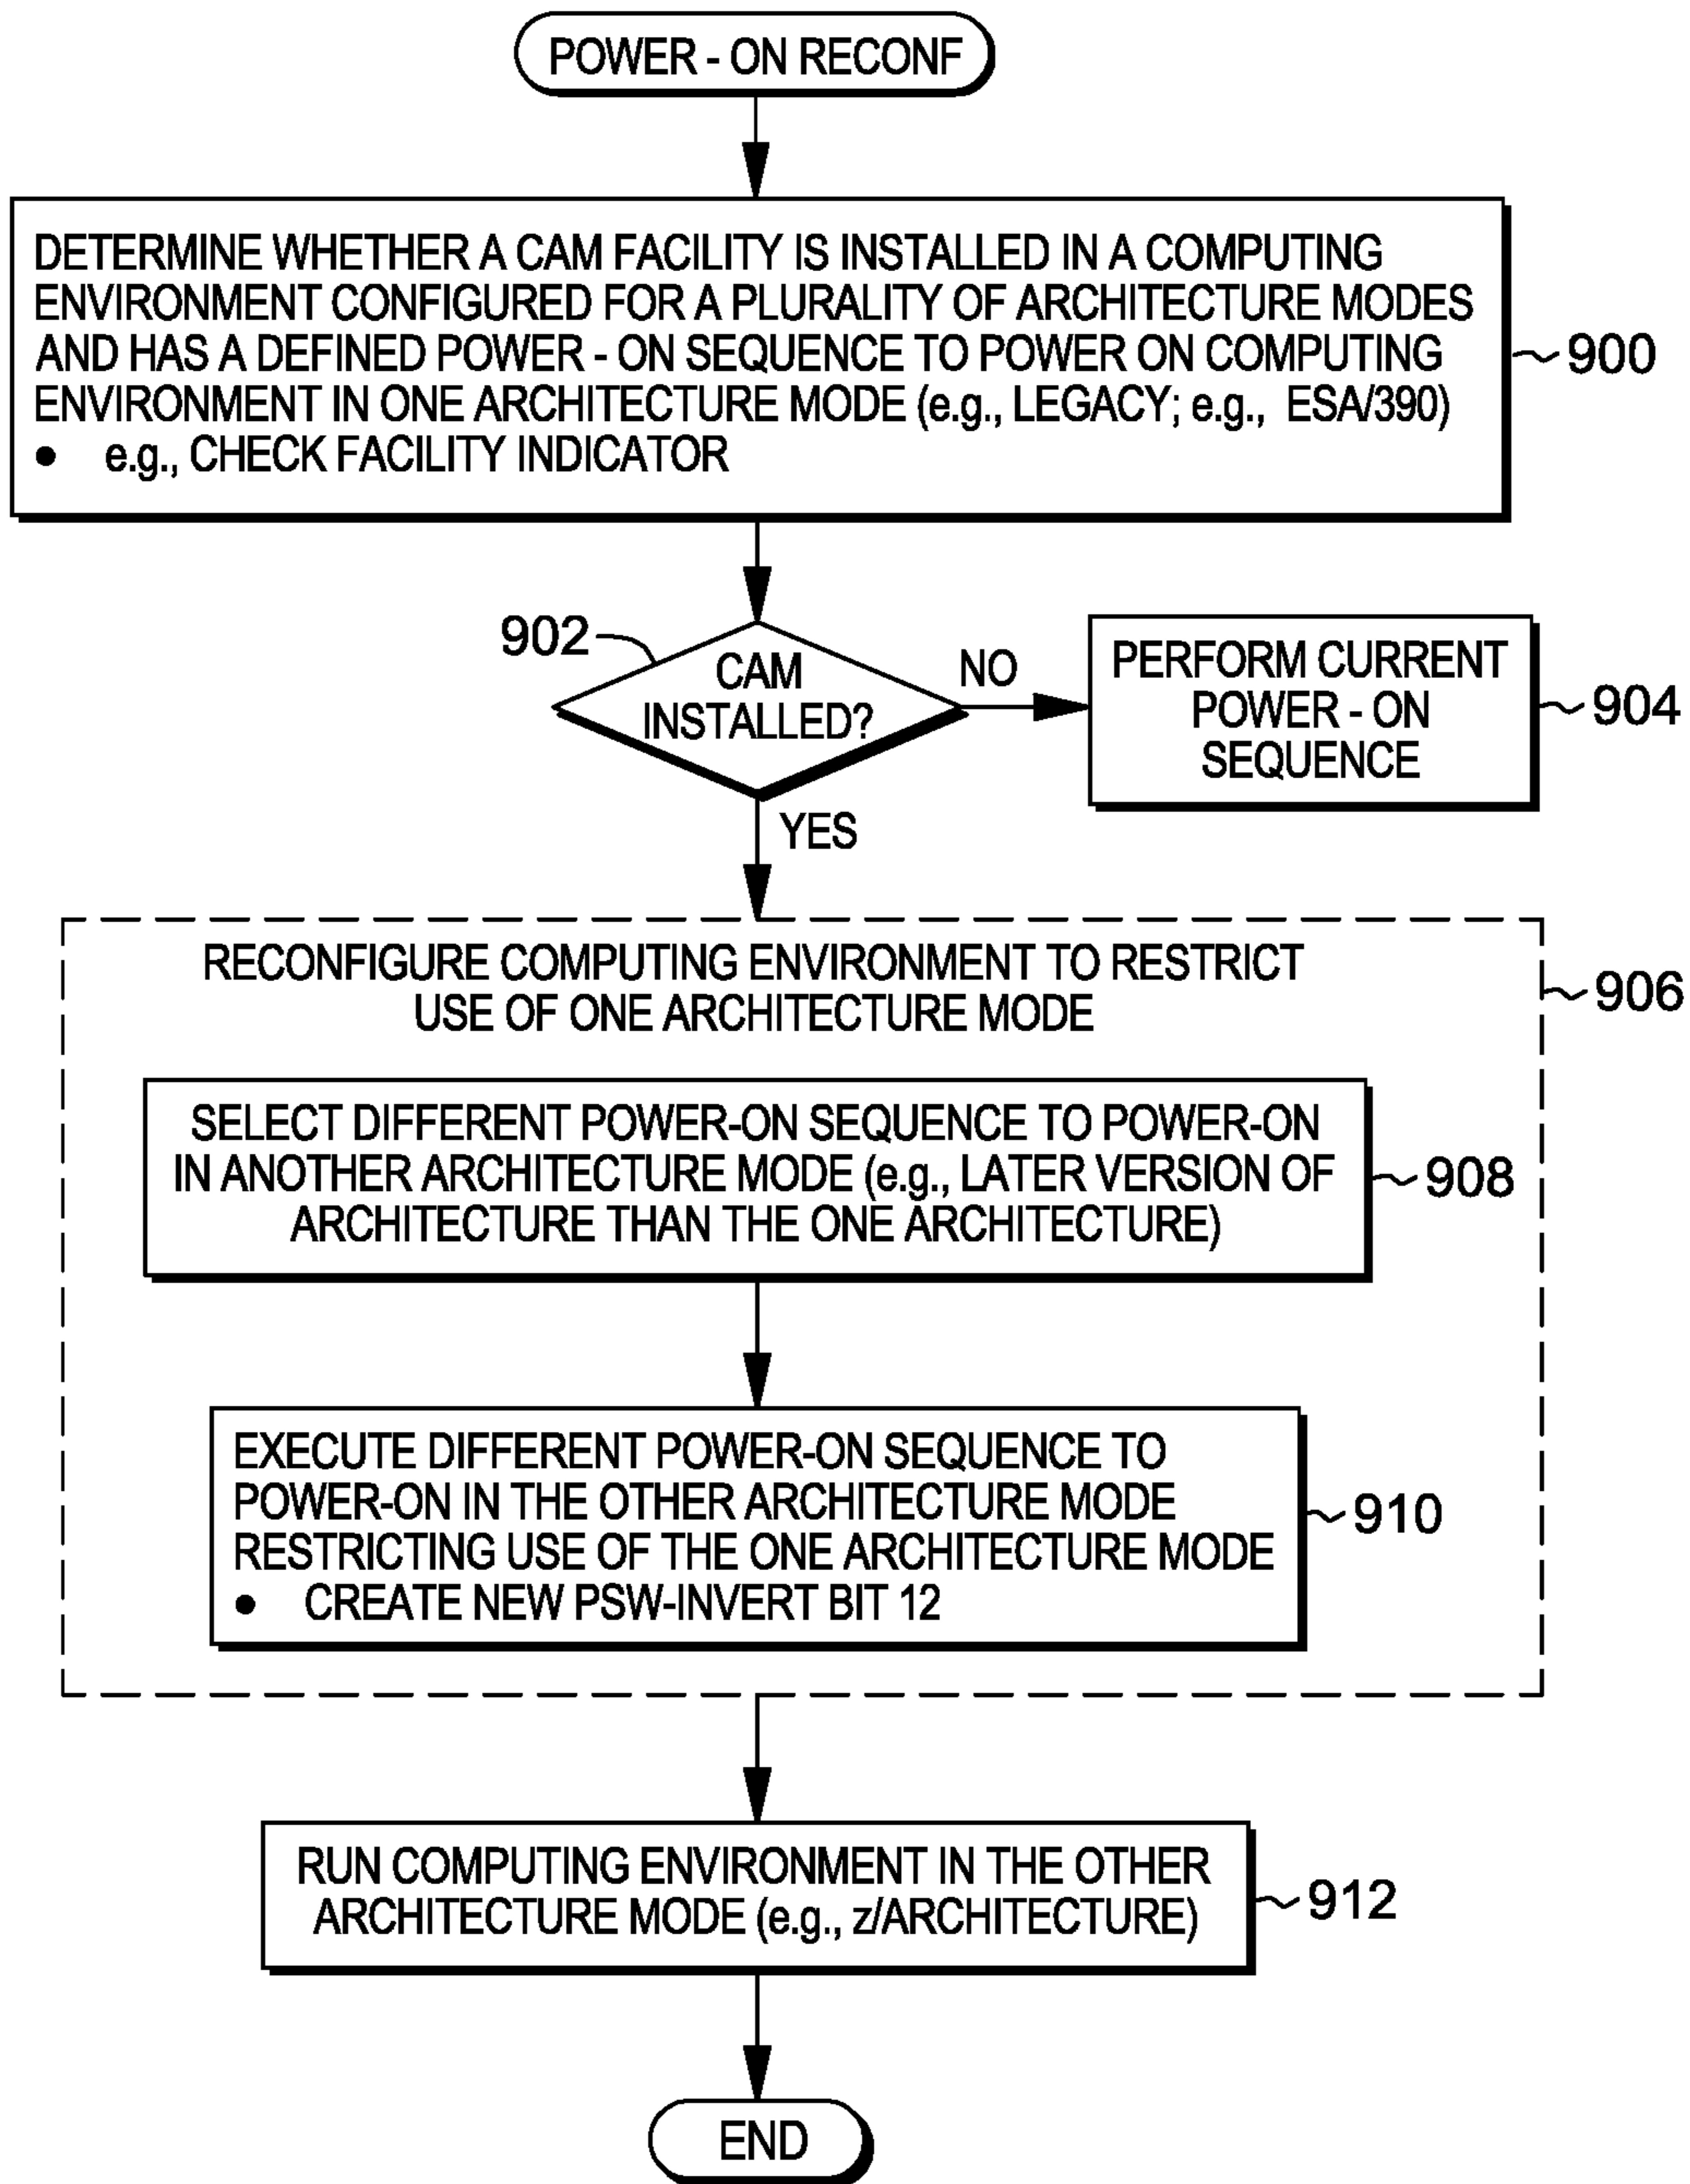 POWER - ON RECONF
DETERMINE WHETHER A CAM FACILITY IS INSTALLED IN A COMPUTING
ENVIRONMENT CONFIGURED FOR A PLURALITY OF ARCHITECTURE MODES
AND HAS A DEFINED POWER - ON SEQUENCE TO POWER ON COMPUTING
ENVIRONMENT IN ONE ARCHITECTURE MODE (e.g., LEGACY; e.g., ESA/390)
• e.g., CHECK FACILITY INDICATOR
900
902
CAM
INSTALLED?
NO
PERFORM CURRENT
POWER - ON
SEQUENCE
904
YES
RECONFIGURE COMPUTING ENVIRONMENT TO RESTRICT
USE OF ONE ARCHITECTURE MODE
906
SELECT DIFFERENT POWER-ON SEQUENCE TO POWER-ON
IN ANOTHER ARCHITECTURE MODE (e.g., LATER VERSION OF
ARCHITECTURE THAN THE ONE ARCHITECTURE)
908
EXECUTE DIFFERENT POWER-ON SEQUENCE TO
POWER-ON IN THE OTHER ARCHITECTURE MODE
RESTRICTING USE OF THE ONE ARCHITECTURE MODE
• CREATE NEW PSW-INVERT BIT 12
910
RUN COMPUTING ENVIRONMENT IN THE OTHER
ARCHITECTURE MODE (e.g., z/ARCHITECTURE)
912
END